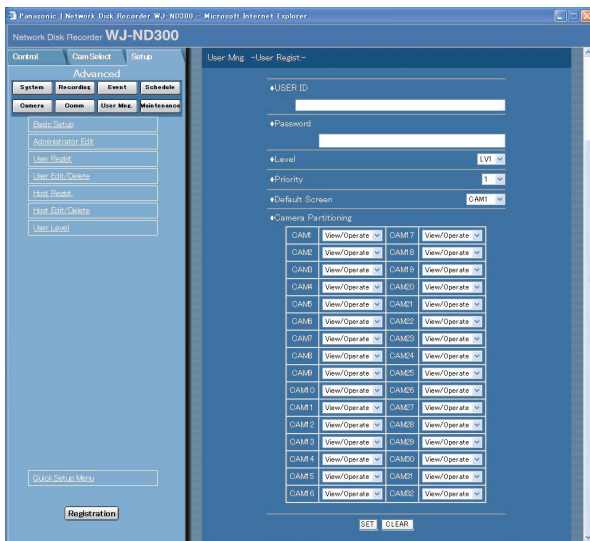 Panasonic | Network Disk Recorder WJ-ND300 - Microsoft Internet Explorer
Network Disk Recorder WJ-ND300
Control Cam Select Setup
Advanced
System Recording Event Schedule
Camera Comm User Mng. Maintenance
Basic Setup
Administrator Edit
User Regist.
User Edit/Delete
Host Regist.
Host Edit/Delete
User Level
Quick Setup Menu
Registration
User Mng. -User Regist.-
♦USER ID
♦Password
♦Level LV1
♦Priority 1
♦Default Screen CAM1
♦Camera Partitioning
CAM1 View/Operate CAM17 View/Operate
CAM2 View/Operate CAM18 View/Operate
CAM3 View/Operate CAM19 View/Operate
CAM4 View/Operate CAM20 View/Operate
CAM5 View/Operate CAM21 View/Operate
CAM6 View/Operate CAM22 View/Operate
CAM7 View/Operate CAM23 View/Operate
CAM8 View/Operate CAM24 View/Operate
CAM9 View/Operate CAM25 View/Operate
CAM10 View/Operate CAM26 View/Operate
CAM11 View/Operate CAM27 View/Operate
CAM12 View/Operate CAM28 View/Operate
CAM13 View/Operate CAM29 View/Operate
CAM14 View/Operate CAM30 View/Operate
CAM15 View/Operate CAM31 View/Operate
CAM16 View/Operate CAM32 View/Operate
SET CLEAR